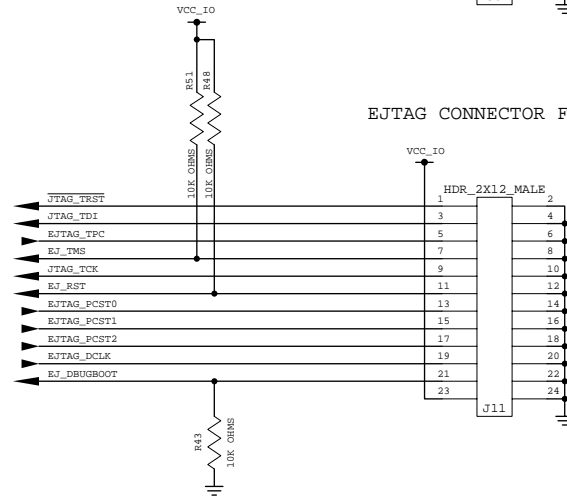 VCC_IO
R51
R48
10K OHMS
10K OHMS
EJTAG CONNECTOR F
VCC_IO
HDR_2X12_MALE
JTAG_TRST 1 2
JTAG_TDI 3 4
EJTAG_TPC 5 6
EJ_TMS 7 8
JTAG_TCK 9 10
EJ_RST 11 12
EJTAG_PCST0 13 14
EJTAG_PCST1 15 16
EJTAG_PCST2 17 18
EJTAG_DCLK 19 20
EJ_DBUGBOOT 21 22
23 24
J11
R43
10K OHMS